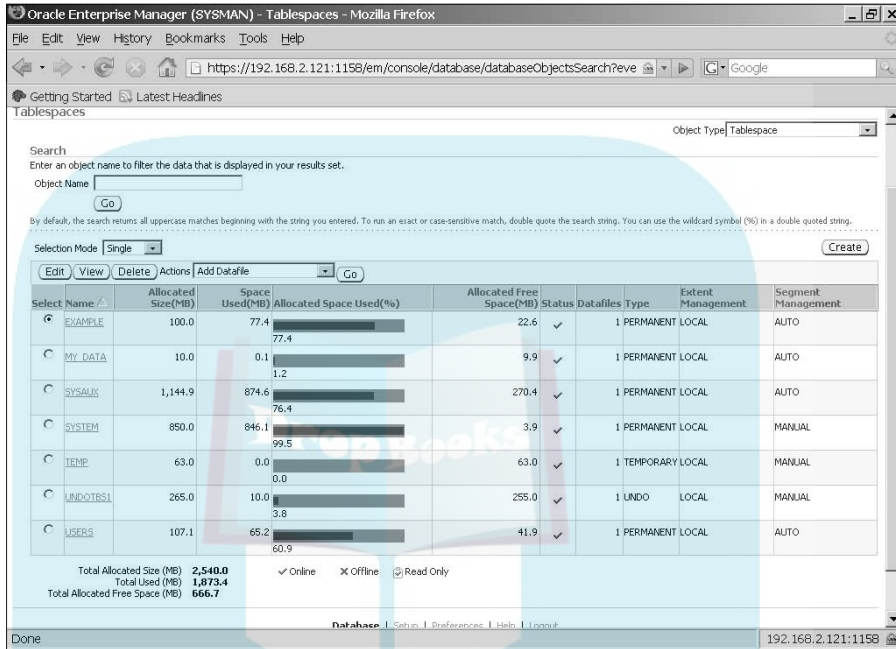 Oracle Enterprise Manager (SYSMAN) - Tablespaces - Mozilla Firefox
File Edit View History Bookmarks Tools Help
https://192.168.2.121:1158/em/console/database/databaseObjectsSearch?eve Google
Getting Started Latest Headlines
Tablespaces
Object Type Tablespace
Search
Enter an object name to filter the data that is displayed in your results set.
Object Name
Go
By default, the search returns all uppercase matches beginning with the string you entered. To run an exact or case-sensitive match, double quote the search string. You can use the wildcard symbol (%) in a double quoted string.
Selection Mode Single Create
Edit View Delete Actions Add Datafile Go
Select Name Allocated Size(MB) Space Used(MB) Allocated Space Used(%) Allocated Free Space(MB) Status Datafiles Type Extent Management Segment Management
EXAMPLE 100.0 77.4 77.4 22.6 1 PERMANENT LOCAL AUTO
MY_DATA 10.0 0.1 1.2 9.9 1 PERMANENT LOCAL AUTO
SYSAUX 1,144.9 874.6 76.4 270.4 1 PERMANENT LOCAL AUTO
SYSTEM 850.0 846.1 99.5 3.9 1 PERMANENT LOCAL MANUAL
TEMP 63.0 0.0 0.0 63.0 1 TEMPORARY LOCAL MANUAL
UNDOTBS1 265.0 10.0 3.8 255.0 1 UNDO LOCAL MANUAL
USERS 107.1 65.2 60.9 41.9 1 PERMANENT LOCAL AUTO
DropBooks
Total Allocated Size (MB) 2,540.0 Online Offline Read Only
Total Used (MB) 1,873.4
Total Allocated Free Space (MB) 666.7
Database | Setup | Preferences | Help | Logout
Done 192.168.2.121:1158